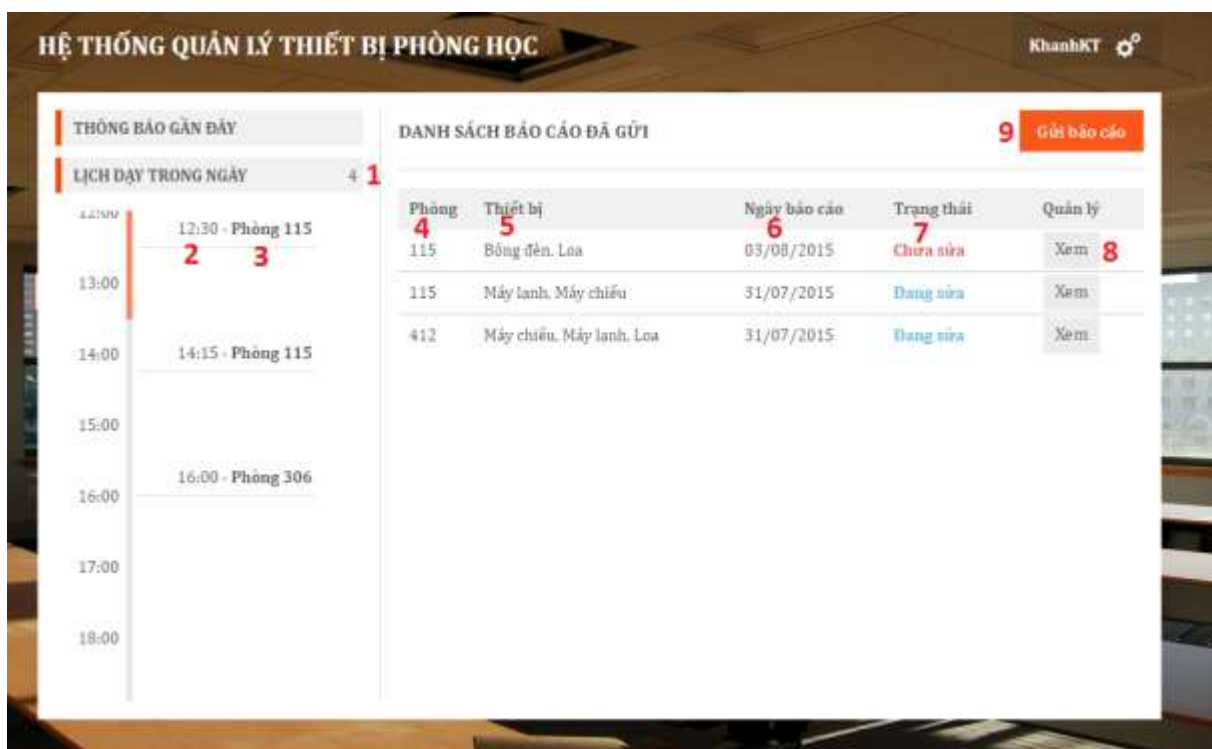 HỆ THỐNG QUẢN LÝ THIẾT BỊ PHÒNG HỌC
KhanhKT
THÔNG BÁO GẦN ĐÂY
LỊCH DẠY TRONG NGÀY 4 1
12:00
12:30 - Phòng 115
2 3
13:00
14:00 14:15 - Phòng 115
15:00
16:00 - Phòng 306
16:00
17:00
18:00
DANH SÁCH BÁO CÁO ĐÃ GỬI
9 Gửi báo cáo
Phòng Thiết bị Ngày báo cáo Trạng thái Quản lý
4 5 6 7
115 Bóng đèn, Loa 03/08/2015 Chưa sửa Xem 8
115 Máy lạnh, Máy chiếu 31/07/2015 Đang sửa Xem
412 Máy chiếu, Máy lạnh, Loa 31/07/2015 Đang sửa Xem